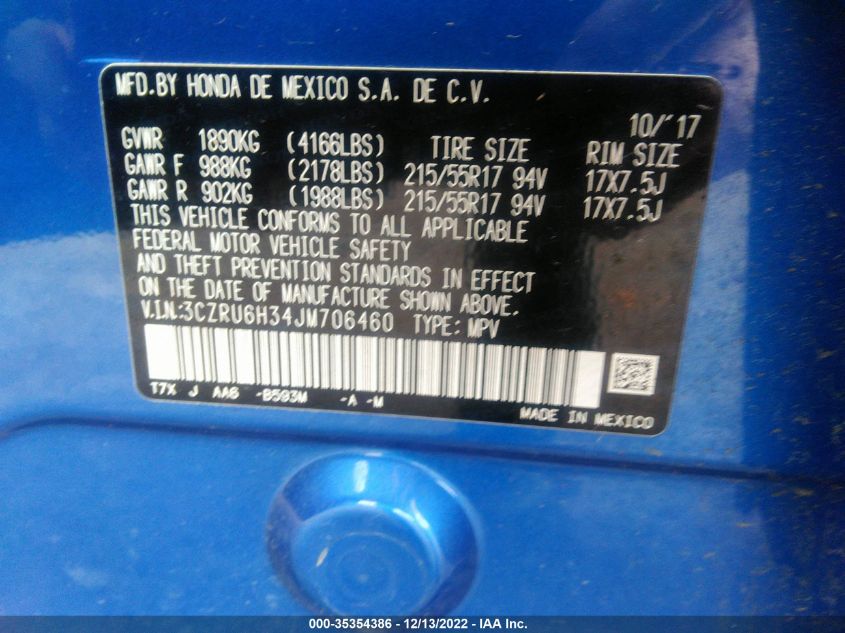 MFD.BY HONDA DE MEXICO S.A. DE C.V.
10/'17
GVWR 1890KG (4166LBS) TIRE SIZE RIM SIZE
GAWR F 988KG (2178LBS) 215/55R17 94V 17X7.5J
GAWR R 902KG (1988LBS) 215/55R17 94V 17X7.5J
THIS VEHICLE CONFORMS TO ALL APPLICABLE
FEDERAL MOTOR VEHICLE SAFETY
AND THEFT PREVENTION STANDARDS IN EFFECT
ON THE DATE OF MANUFACTURE SHOWN ABOVE.
V.I.N:3CZRU6H34JM706460 TYPE: MPV
T7X J AA6 -B593M -A -M
MADE IN MEXICO
000-35354386 - 12/13/2022 - IAA Inc.